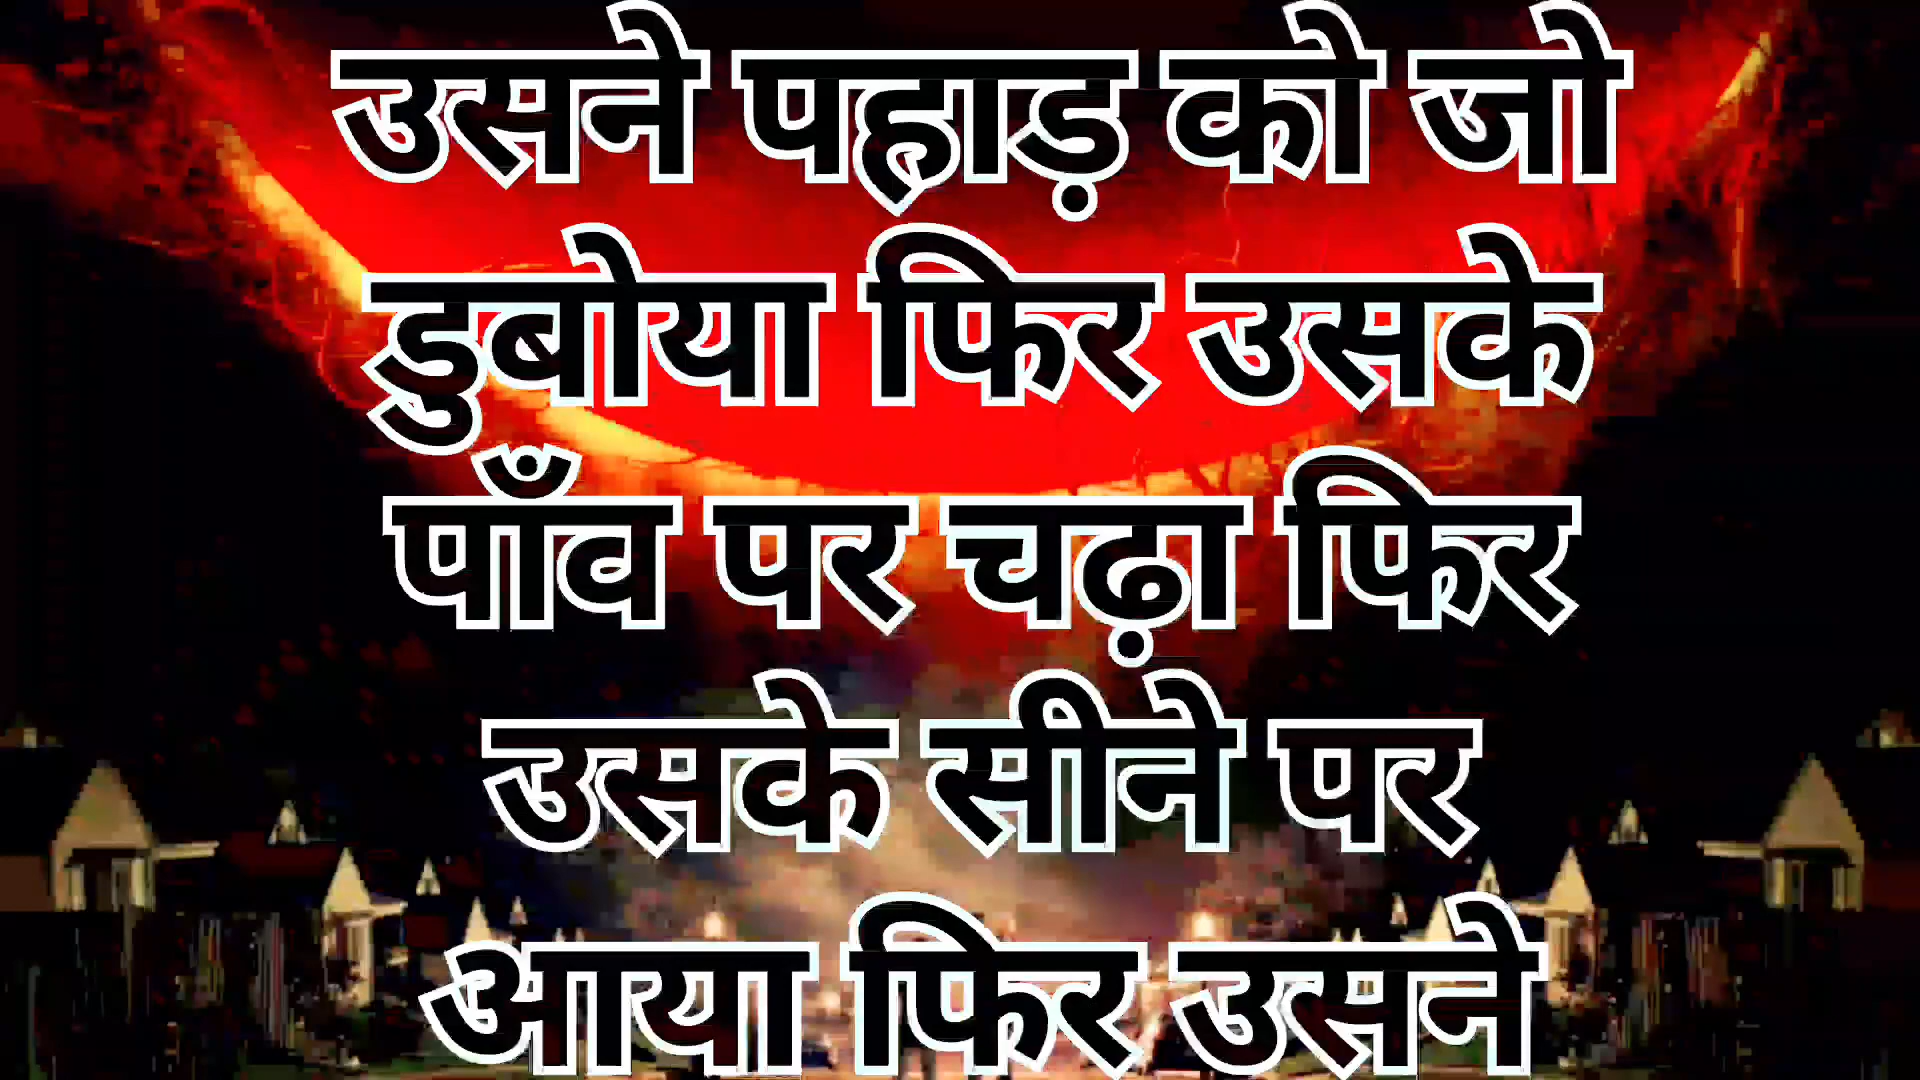 उसने पहाड़ को जो
डुबोया फिर उसके
पाँव पर चढ़ा फिर
उसके सीने पर
आया फिर उसने